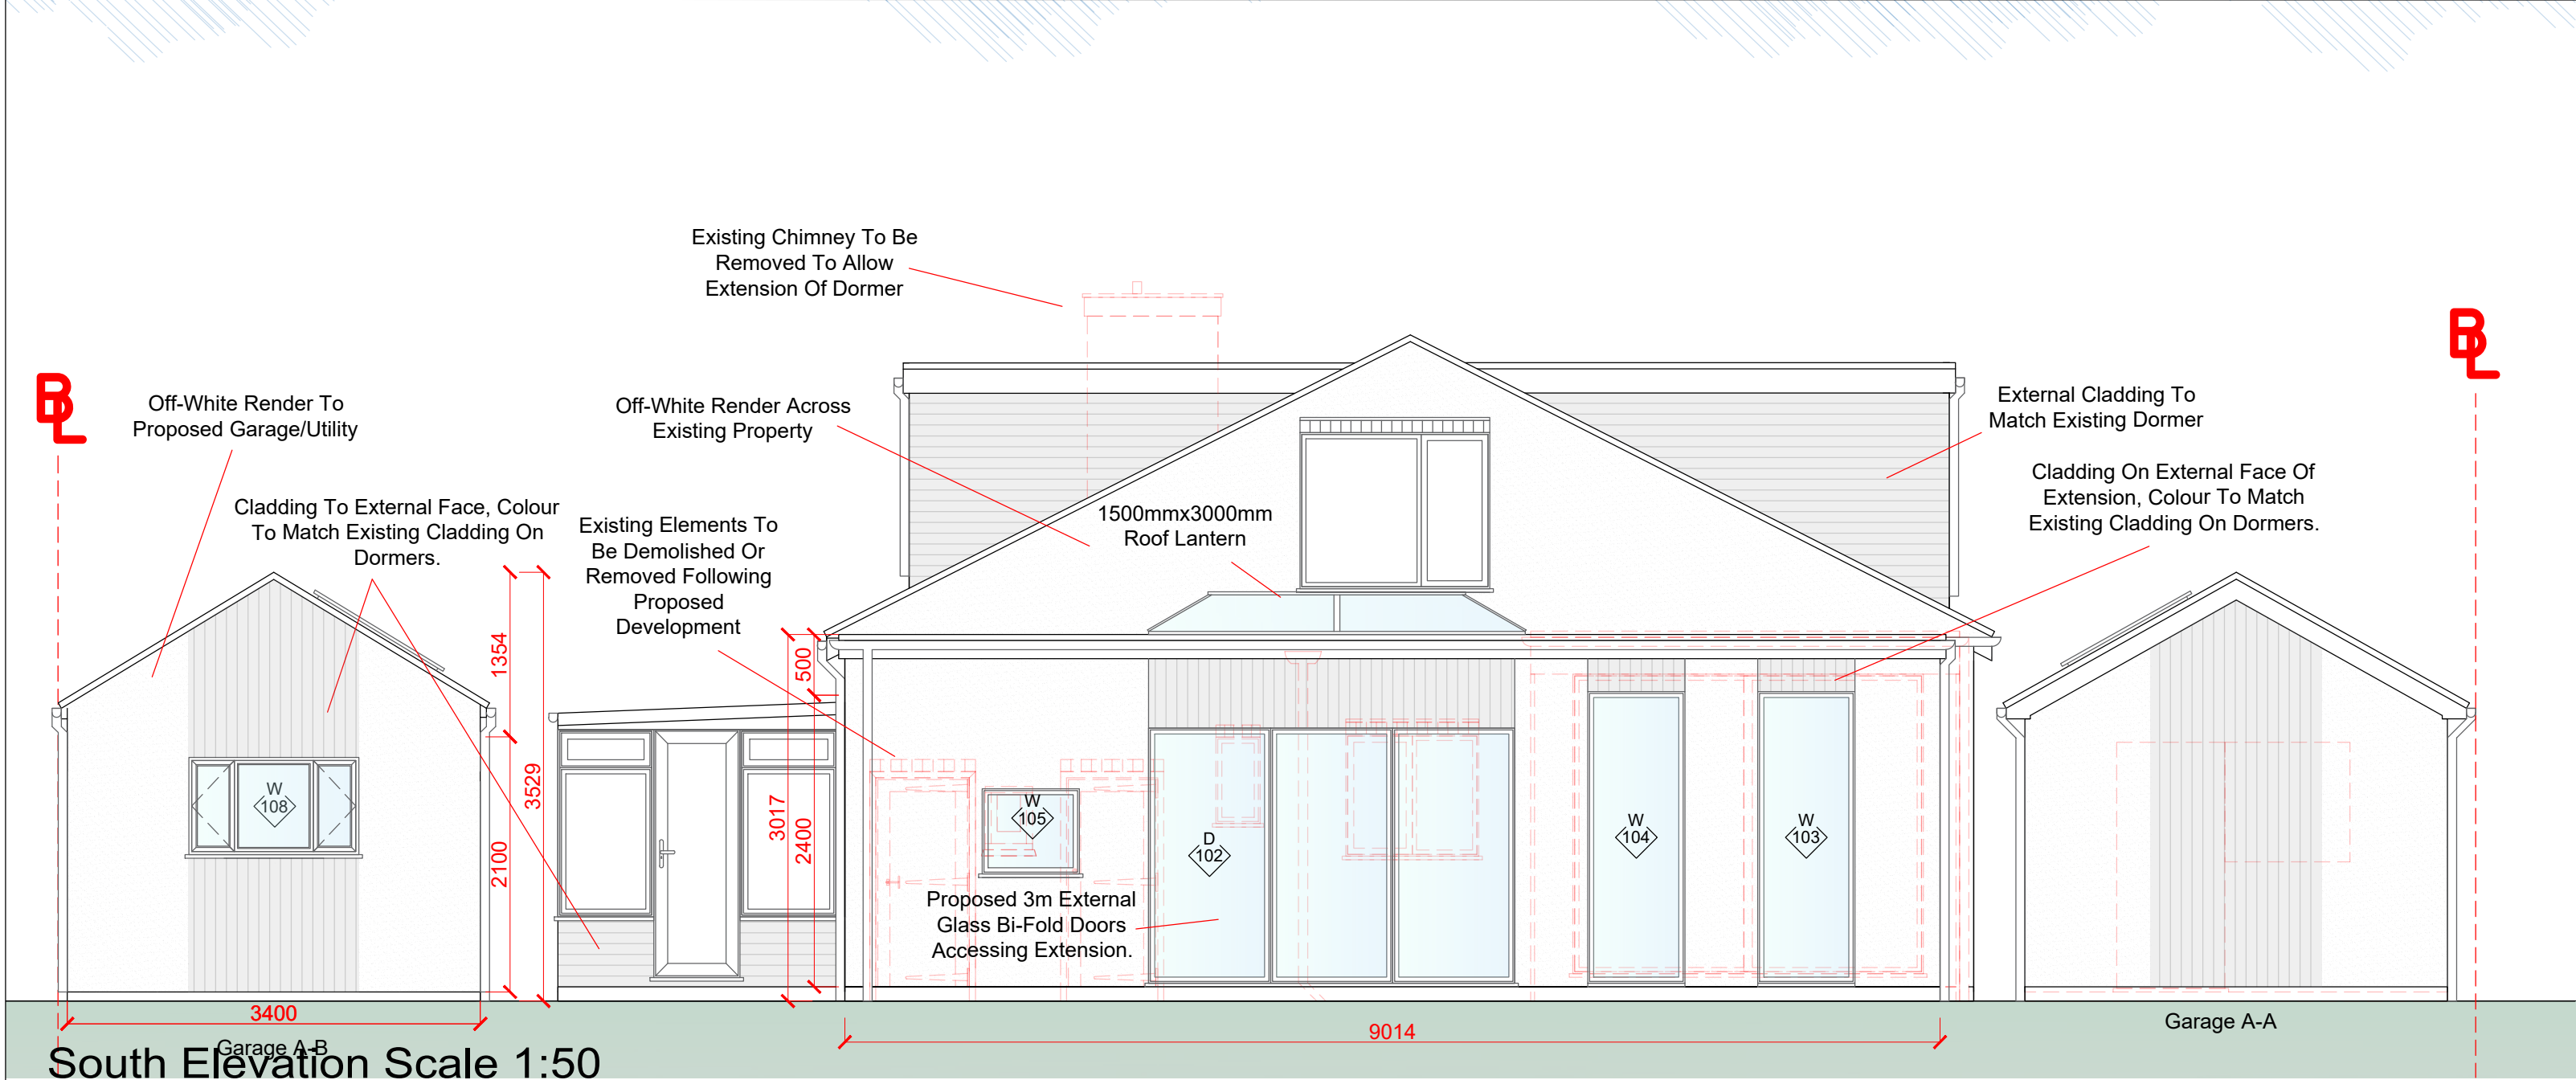 Existing Chimney To Be
Removed To Allow
Extension Of Dormer
BL
BL
Off-White Render To
Proposed Garage/Utility
Off-White Render Across
Existing Property
External Cladding To
Match Existing Dormer
Cladding To External Face, Colour
To Match Existing Cladding On
Dormers.
Existing Elements To
Be Demolished Or
Removed Following
Proposed
Development
1500mmx3000mm
Roof Lantern
Cladding On External Face Of
Extension, Colour To Match
Existing Cladding On Dormers.
1354
500
3529
3017
2400
2100
W
108
W
105
D
102
W
104
W
103
Proposed 3m External
Glass Bi-Fold Doors
Accessing Extension.
3400
9014
Garage A-A
Garage A-B
South Elevation Scale 1:50